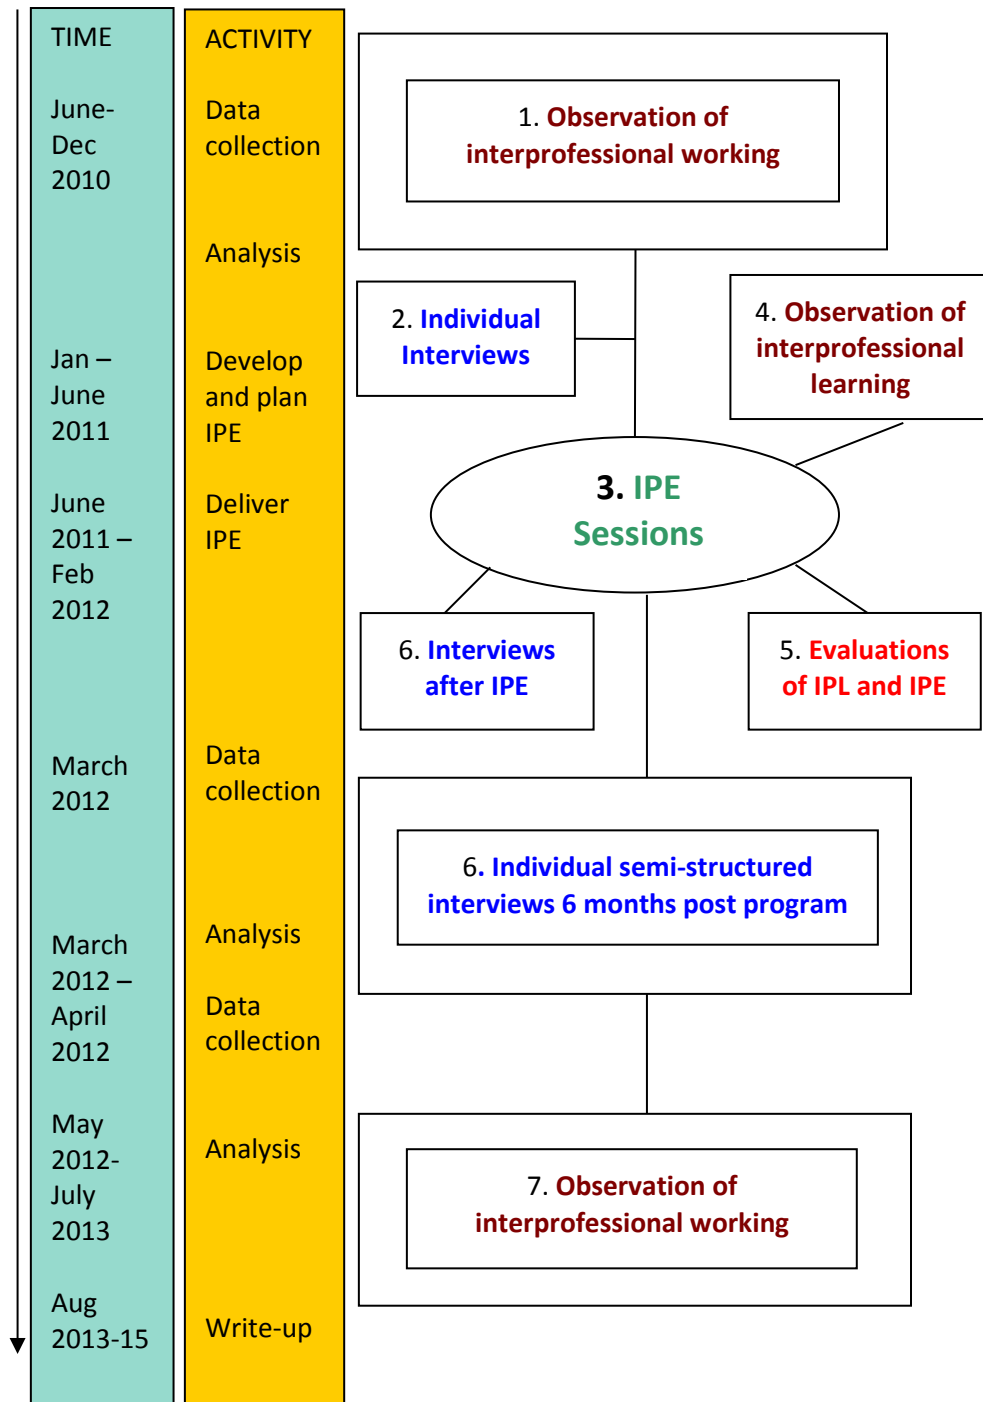 TIME
June-
Dec
2010
Jan –
June
2011
June
2011 –
Feb
2012
March
2012
March
2012 –
April
2012
May
2012-
July
2013
Aug
2013-15
ACTIVITY
Data
collection
Analysis
Develop
and plan
IPE
Deliver
IPE
Data
collection
Analysis
Data
collection
Analysis
Write-up
1. Observation of
interprofessional working
2. Individual
Interviews
4. Observation of
interprofessional
learning
3. IPE
Sessions
6. Interviews
after IPE
5. Evaluations
of IPL and IPE
6. Individual semi-structured
interviews 6 months post program
7. Observation of
interprofessional working